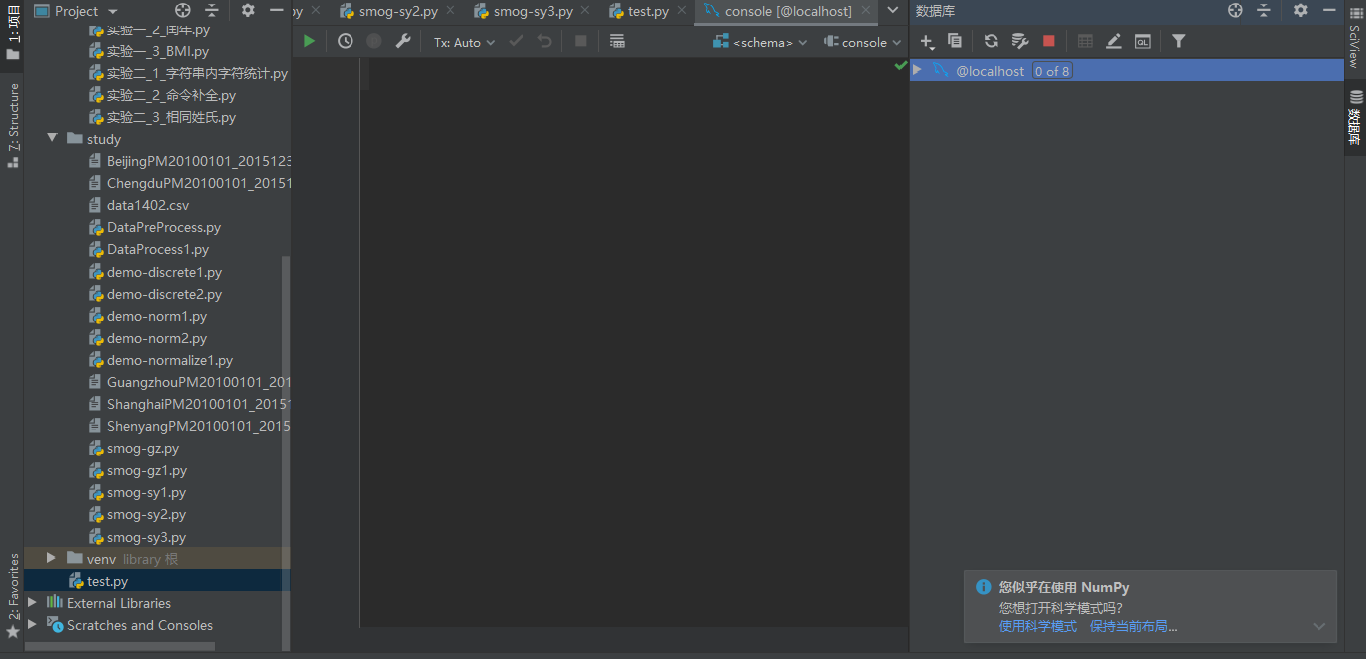 1: 项目
Project
py
smog-sy2.py
smog-sy3.py
test.py
console [@localhost]
数据库
Tx: Auto
<schema>
console
@localhost
0 of 8
实验一_2_闰年.py
实验一_3_BMI.py
实验二_1_字符串内字符统计.py
实验二_2_命令补全.py
实验二_3_相同姓氏.py
study
BeijingPM20100101_2015123
ChengduPM20100101_20151
data1402.csv
DataPreProcess.py
DataProcess1.py
demo-discrete1.py
demo-discrete2.py
demo-norm1.py
demo-norm2.py
demo-normalize1.py
GuangzhouPM20100101_201
ShanghaiPM20100101_20151
ShenyangPM20100101_2015
smog-gz.py
smog-gz1.py
smog-sy1.py
smog-sy2.py
smog-sy3.py
venv library 根
test.py
External Libraries
Scratches and Consoles
7: Structure
2: Favorites
SciView
数据库
您似乎在使用 NumPy
您想打开科学模式吗?
使用科学模式 保持当前布局...